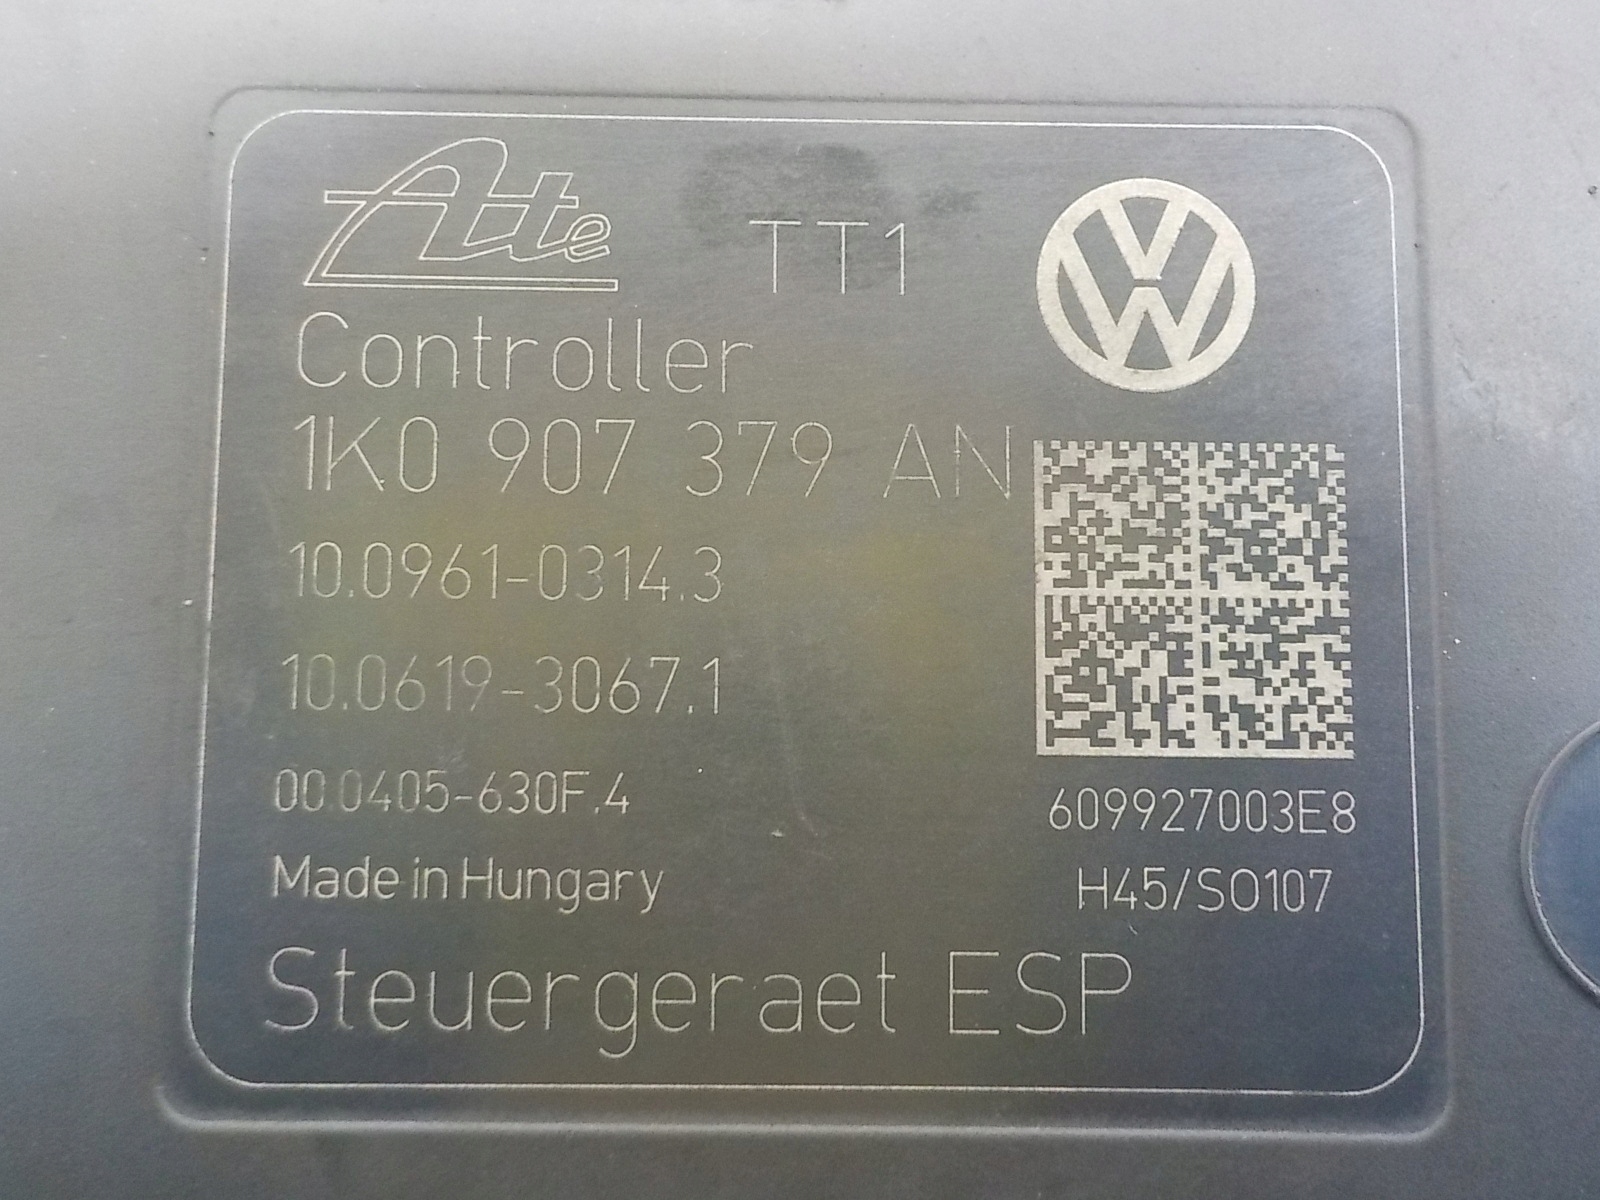 Ate TT1
Controller
1K0 907 379 AN
10.0961-0314.3
10.0619-3067.1
00.0405-630F.4
609927003E8
Made in Hungary
H45/SO107
Steuergeraet ESP